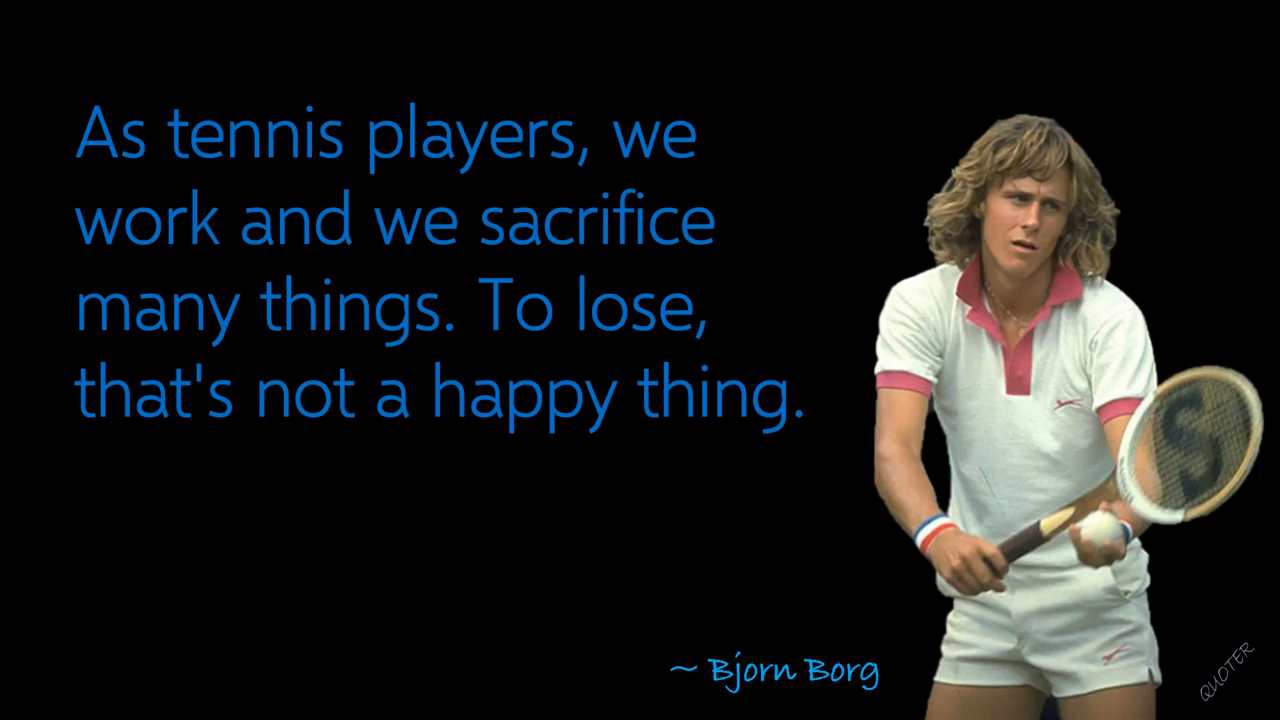 As tennis players, we
work and we sacrifice
many things. To lose,
that's not a happy thing.
~ Bjorn Borg
QUOTER
S